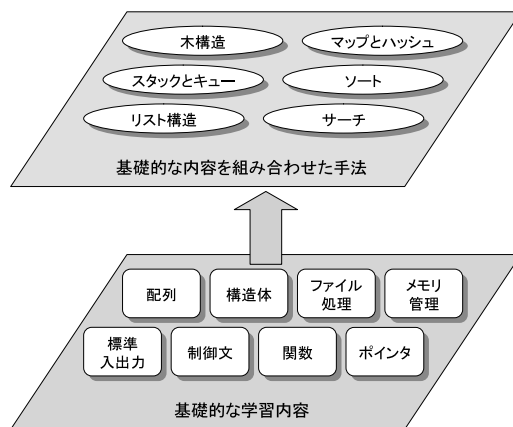 木構造
マップとハッシュ
スタックとキュー
ソート
リスト構造
サーチ
基礎的な内容を組み合わせた手法
配列
構造体
ファイル
処理
メモリ
管理
標準
入出力
制御文
関数
ポインタ
基礎的な学習内容